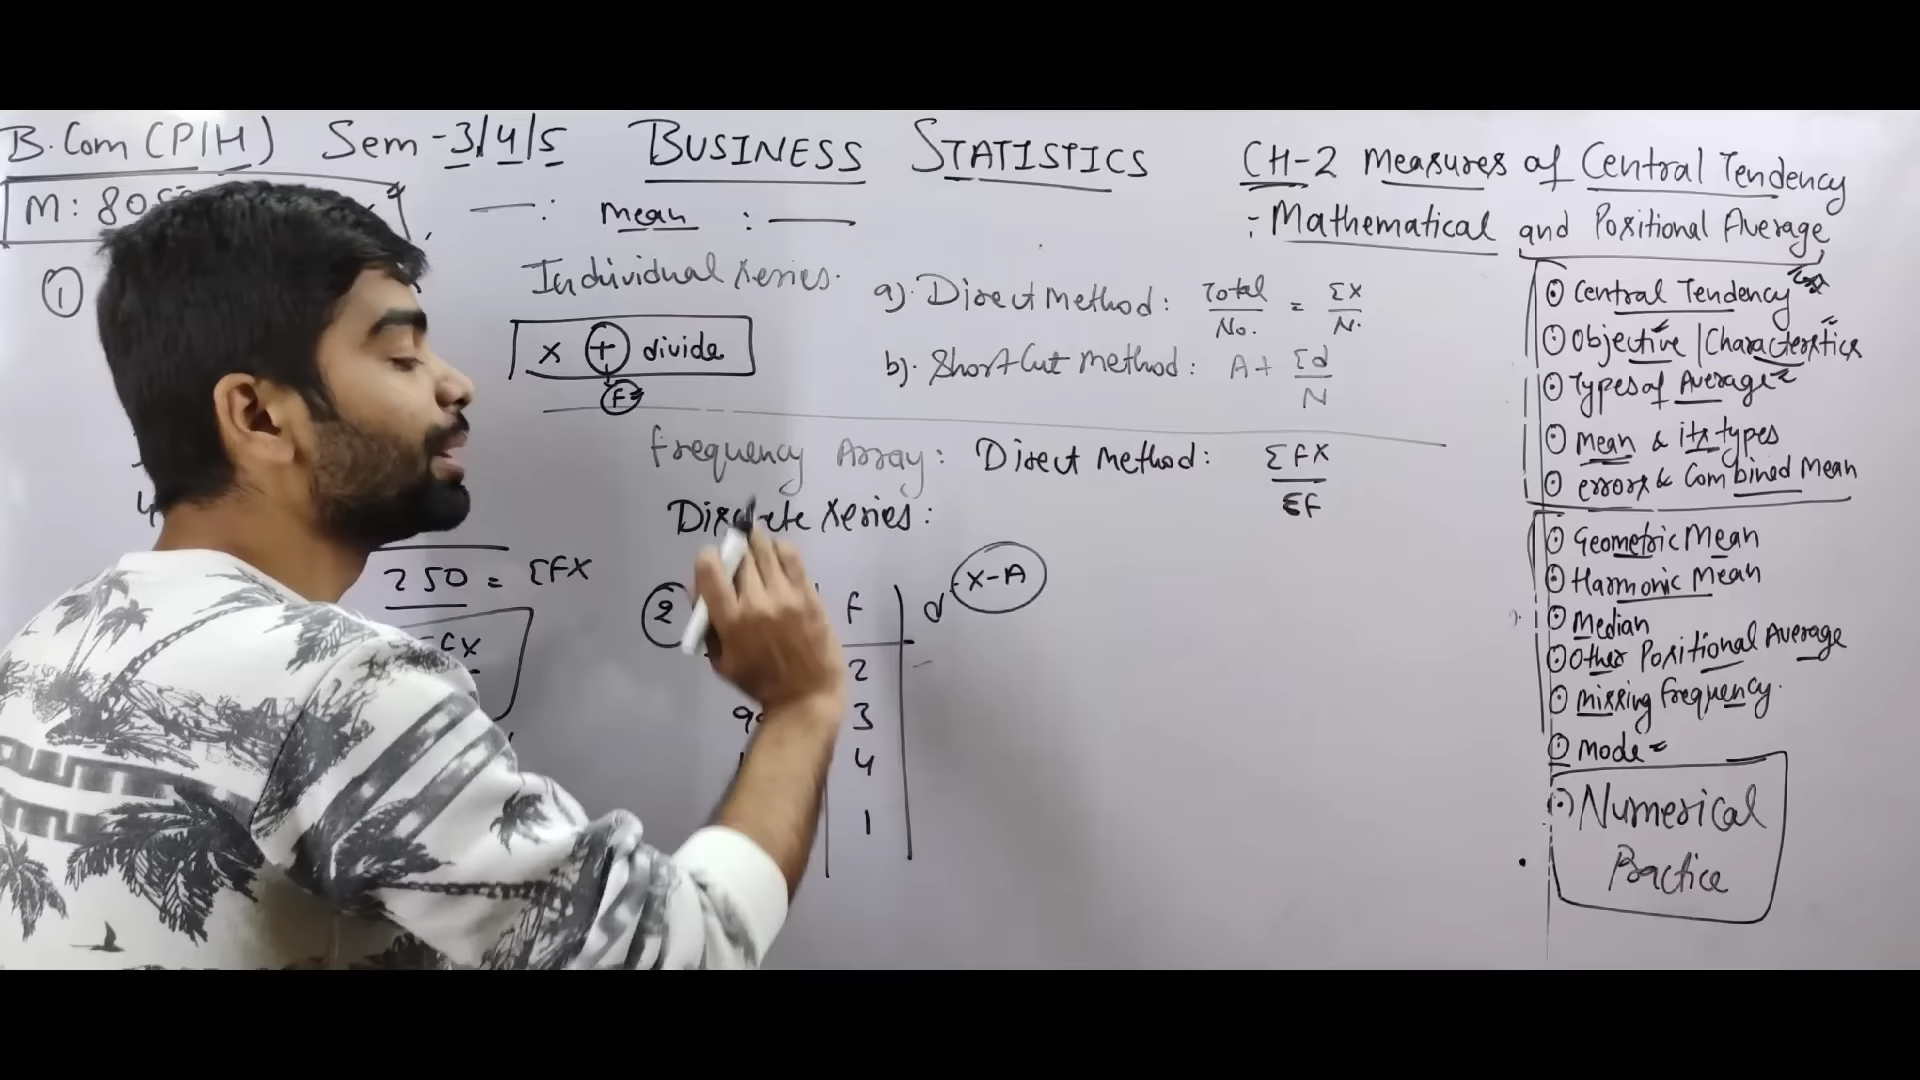 B. Com (P/H) Sem - 3/4/5 BUSINESS STATISTICS CH-2 Measures of Central Tendency
: Mathematical and Positional Average
M: 805
Mean :
①
Individual Series.
a). Direct Method: Total/No. = Σx/N.
x + divide
F
b). ShortCut Method: A + Σd/N
Frequency Array: Direct Method: ΣFX/ΣF
Discrete Series:
250 = ΣFX
② F d X-A
2
3
4
1
Central Tendency
Objective / Characteristics
Types of Average
Mean & its types
errors & Combined Mean
Geometric Mean
Harmonic Mean
Median
Other Positional Average
Missing Frequency.
Mode
Numerical
Practice